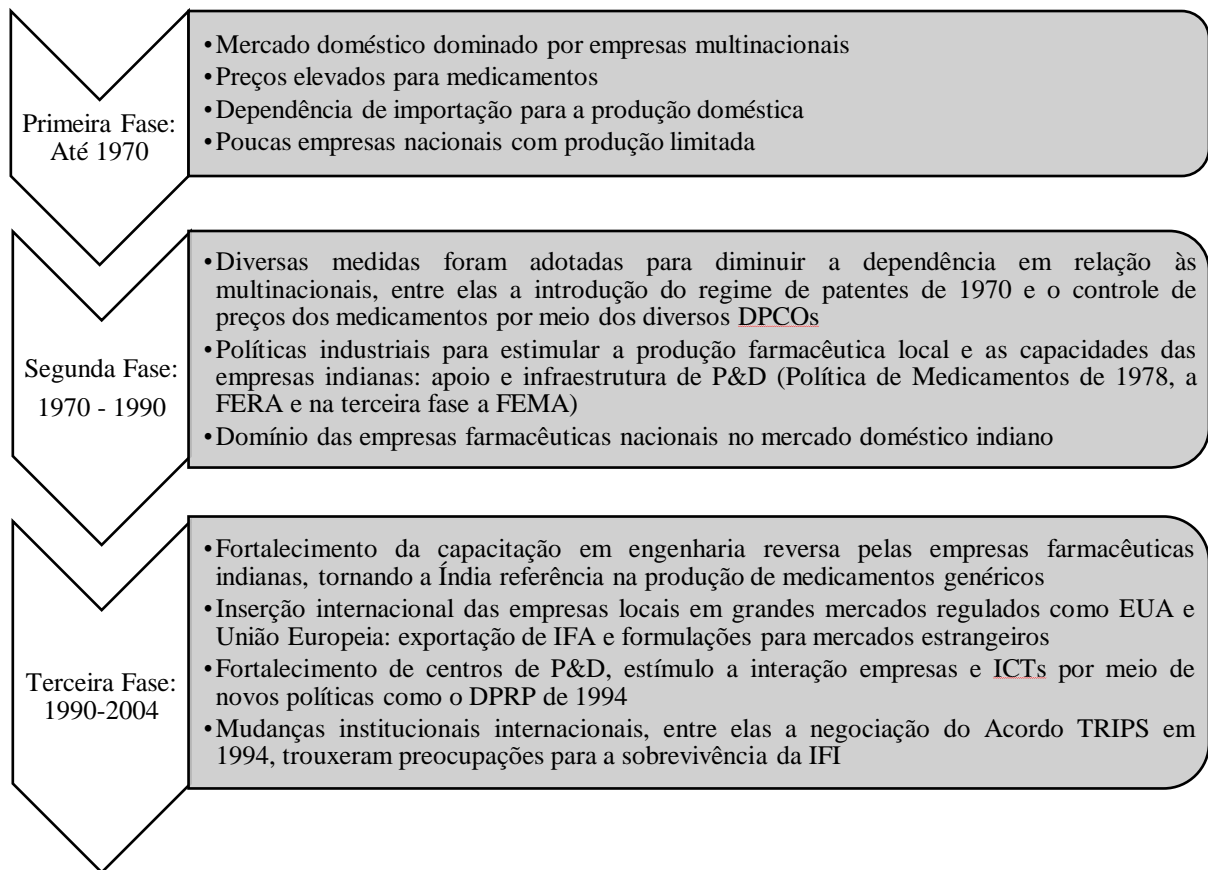 Primeira Fase:
Até 1970
•Mercado doméstico dominado por empresas multinacionais
•Preços elevados para medicamentos
•Dependência de importação para a produção doméstica
•Poucas empresas nacionais com produção limitada
Segunda Fase:
1970 - 1990
•Diversas medidas foram adotadas para diminuir a dependência em relação às
multinacionais, entre elas a introdução do regime de patentes de 1970 e o controle de
preços dos medicamentos por meio dos diversos DPCOs
•Políticas industriais para estimular a produção farmacêutica local e as capacidades das
empresas indianas: apoio e infraestrutura de P&D (Política de Medicamentos de 1978, a
FERA e na terceira fase a FEMA)
•Domínio das empresas farmacêuticas nacionais no mercado doméstico indiano
Terceira Fase:
1990-2004
•Fortalecimento da capacitação em engenharia reversa pelas empresas farmacêuticas
indianas, tornando a Índia referência na produção de medicamentos genéricos
•Inserção internacional das empresas locais em grandes mercados regulados como EUA e
União Europeia: exportação de IFA e formulações para mercados estrangeiros
•Fortalecimento de centros de P&D, estímulo a interação empresas e ICTs por meio de
novos políticas como o DPRP de 1994
•Mudanças institucionais internacionais, entre elas a negociação do Acordo TRIPS em
1994, trouxeram preocupações para a sobrevivência da IFI